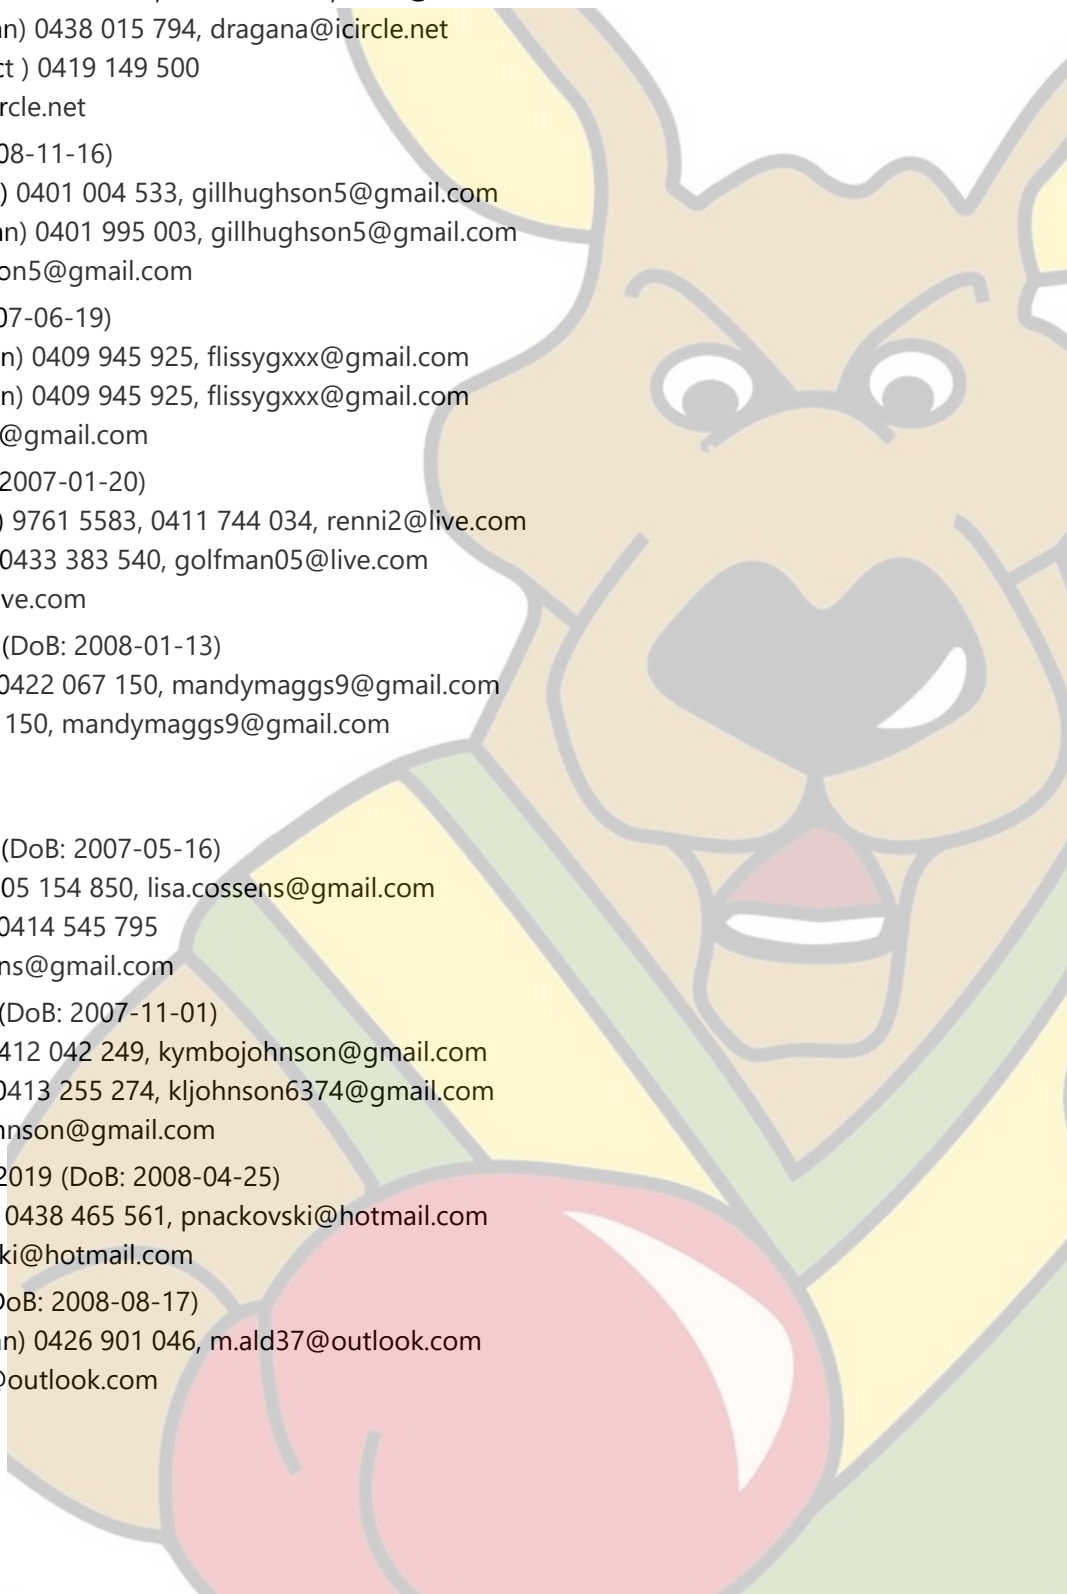 n) 0438 015 794, dragana@icircle.net
ct ) 0419 149 500
rcle.net
08-11-16)
) 0401 004 533, gillhughson5@gmail.com
n) 0401 995 003, gillhughson5@gmail.com
on5@gmail.com
07-06-19)
n) 0409 945 925, flissygxxx@gmail.com
n) 0409 945 925, flissygxxx@gmail.com
@gmail.com
2007-01-20)
) 9761 5583, 0411 744 034, renni2@live.com
0433 383 540, golfman05@live.com
ve.com
(DoB: 2008-01-13)
0422 067 150, mandymaggs9@gmail.com
150, mandymaggs9@gmail.com
(DoB: 2007-05-16)
05 154 850, lisa.cossens@gmail.com
0414 545 795
ns@gmail.com
(DoB: 2007-11-01)
412 042 249, kymbojohnson@gmail.com
0413 255 274, kljohnson6374@gmail.com
hnson@gmail.com
2019 (DoB: 2008-04-25)
0438 465 561, pnackovski@hotmail.com
ki@hotmail.com
DoB: 2008-08-17)
n) 0426 901 046, m.ald37@outlook.com
@outlook.com